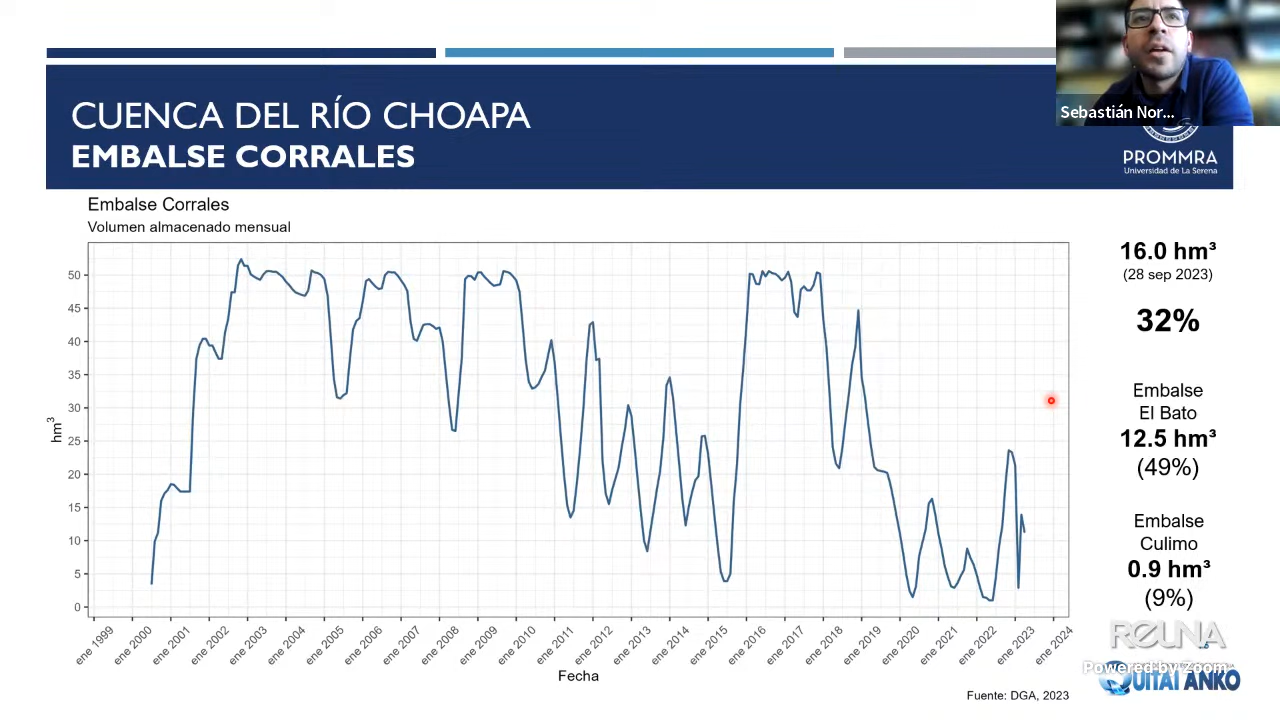 Sebastián Nor...
CUENCA DEL RÍO CHOAPA
EMBALSE CORRALES
PROMMRA
Universidad de La Serena
Embalse Corrales
Volumen almacenado mensual
hm³
50
45
40
35
30
25
20
15
10
5
0
ene 1999
ene 2000
ene 2001
ene 2002
ene 2003
ene 2004
ene 2005
ene 2006
ene 2007
ene 2008
ene 2009
ene 2010
ene 2011
ene 2012
ene 2013
ene 2014
ene 2015
ene 2016
ene 2017
ene 2018
ene 2019
ene 2020
ene 2021
ene 2022
ene 2023
ene 2024
Fecha
Fuente: DGA, 2023
16.0 hm³
(28 sep 2023)
32%
Embalse
El Bato
12.5 hm³
(49%)
Embalse
Culimo
0.9 hm³
(9%)
REUNA
Powered by Zoom
QUITAI ANKO